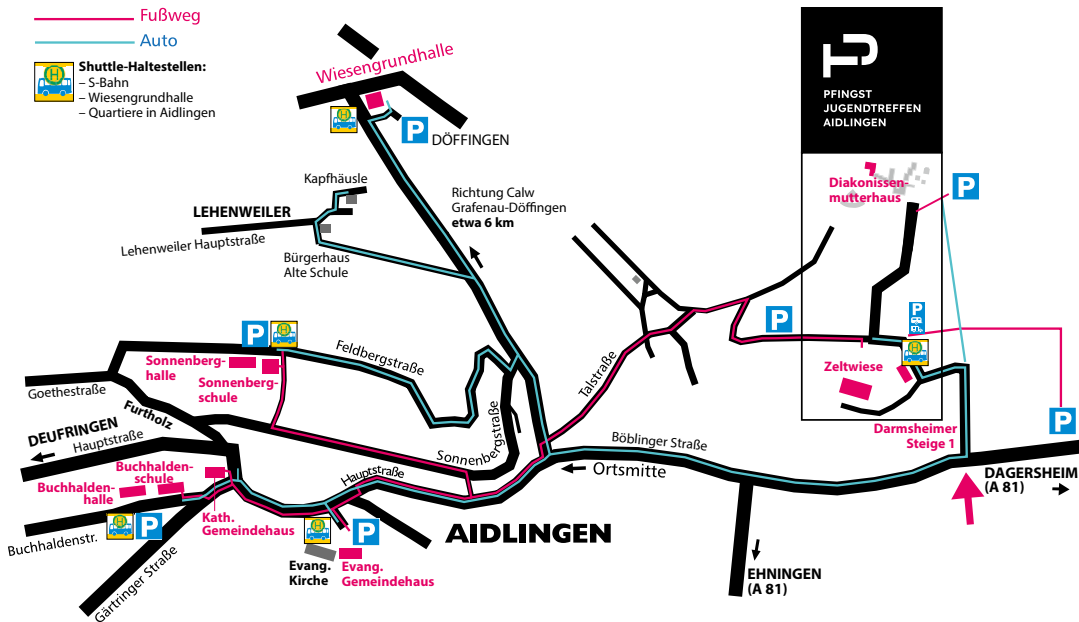 Fußweg
Auto
Shuttle-Haltestellen:
– S-Bahn
– Wiesengrundhalle
– Quartiere in Aidlingen
H
Wiesengrundhalle
H
P
DÖFFINGEN
PFINGST
JUGENDTREFFEN
AIDLINGEN
Diakonissen-
mutterhaus
P
Kapfhäusle
LEHENWEILER
Lehenweiler Hauptstraße
Bürgerhaus
Alte Schule
Richtung Calw
Grafenau-Döffingen
etwa 6 km
P
H
P
P
H
Feldbergstraße
Sonnenberg-
halle
Sonnenberg-
schule
Goethestraße
Furtholz
Talstraße
Zeltwiese
Darmsheimer
Steige 1
P
DEUFRINGEN
Hauptstraße
Sonnenbergstraße
Böblinger Straße
Ortsmitte
DAGERSHEIM
(A 81)
Buchhalden-
schule
Buchhalden-
halle
Hauptstraße
Kath.
Gemeindehaus
Buchhaldenstr.
H
P
Gärtringer Straße
H
P
AIDLINGEN
Evang.
Kirche
Evang.
Gemeindehaus
EHNINGEN
(A 81)